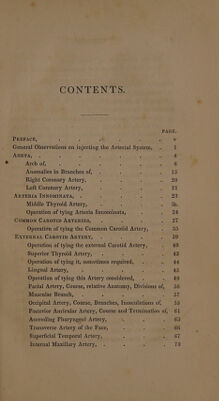 CONTENTS.
PAGE.
PREFACE, . . . . . . . v
General Observations on injecting the Arterial System, . 1
AORTA, . . . . . . . 4
Arch of, . . . . . . 6
Anomalies in Branches of, . . . . 15
Right Coronary Artery, . . . . 20
Left Coronary Artery, . . . . 21
ARTERIA INNOMINATA, . . . . . 23
Middle Thyroid Artery, . . . . ib.
Operation of tying Arteria Innominata, . . 24
COMMON CAROTID ARTERIES, . . . . 27
Operation of tying the Common Carotid Artery, . 35
EXTERNAL CAROTID ARTERY, . . . . 39
Operation of tying the external Carotid Artery, . 43
Superior Thyroid Artery, . . . . 43
Operation of tying it, sometimes required, . . 44
Lingual Artery, . . . . . 45
Operation of tying this Artery considered, . . 49
Facial Artery, Course, relative Anatomy, Divisions of, 50
Muscular Branch, . . . . . 57
Occipital Artery, Course, Branches, Inosculations of, 58
Posterior Auricular Artery, Course and Termination of, 61
Ascending Pharyngeal Artery, . . . 63
Transverse Artery of the Face, . . . 66
Superficial Temporal Artery, . . . 67
Internal Maxillary Artery, . . . . 73